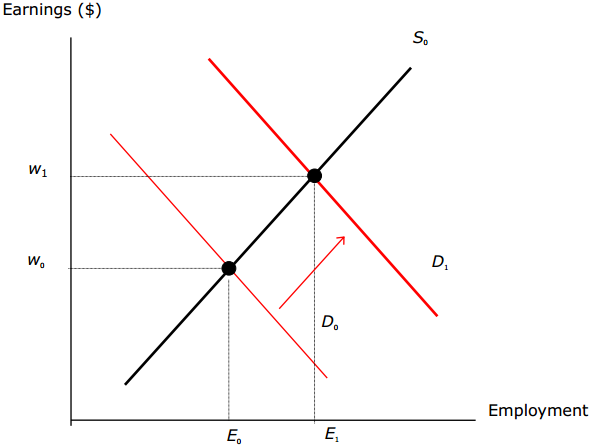 Earnings ($)
S₀
w₁
w₀
D₁
D₀
Employment
E₀
E₁